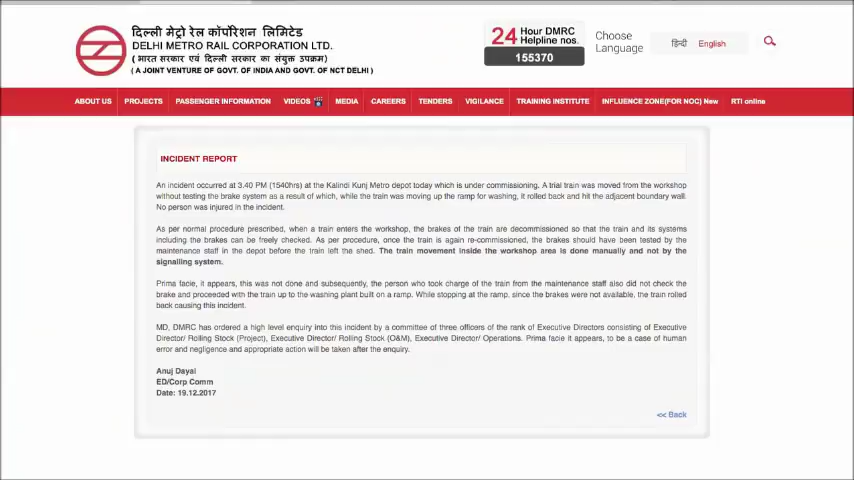 दिल्ली मेट्रो रेल कॉर्पोरेशन लिमिटेड
DELHI METRO RAIL CORPORATION LTD.
( भारत सरकार एवं दिल्ली सरकार का संयुक्त उपक्रम )
( A JOINT VENTURE OF GOVT. OF INDIA AND GOVT. OF NCT DELHI )
24 Hour DMRC Helpline nos.
155370
Choose Language
हिन्दी English
ABOUT US PROJECTS PASSENGER INFORMATION VIDEOS MEDIA CAREERS TENDERS VIGILANCE TRAINING INSTITUTE INFLUENCE ZONE(FOR NOC) New RTI online
INCIDENT REPORT
An incident occurred at 3.40 PM (1540hrs) at the Kalindi Kunj Metro depot today which is under commissioning. A trial train was moved from the workshop
without testing the brake system as a result of which, while the train was moving up the ramp for washing, it rolled back and hit the adjacent boundary wall.
No person was injured in the incident.
As per normal procedure prescribed, when a train enters the workshop, the brakes of the train are decommissioned so that the train and its systems
including the brakes can be freely checked. As per procedure, once the train is again re-commissioned, the brakes should have been tested by the
maintenance staff in the depot before the train left the shed. The train movement inside the workshop area is done manually and not by the
signalling system.
Prima facie, it appears, this was not done and subsequently, the person who took charge of the train from the maintenance staff also did not check the
brake and proceeded with the train up to the washing plant built on a ramp. While stopping at the ramp, since the brakes were not available, the train rolled
back causing this incident.
MD, DMRC has ordered a high level enquiry into this incident by a committee of three officers of the rank of Executive Directors consisting of Executive
Director/ Rolling Stock (Project), Executive Director/ Rolling Stock (O&M), Executive Director/ Operations. Prima facie it appears, to be a case of human
error and negligence and appropriate action will be taken after the enquiry.
Anuj Dayal
ED/Corp Comm
Date: 19.12.2017
<< Back